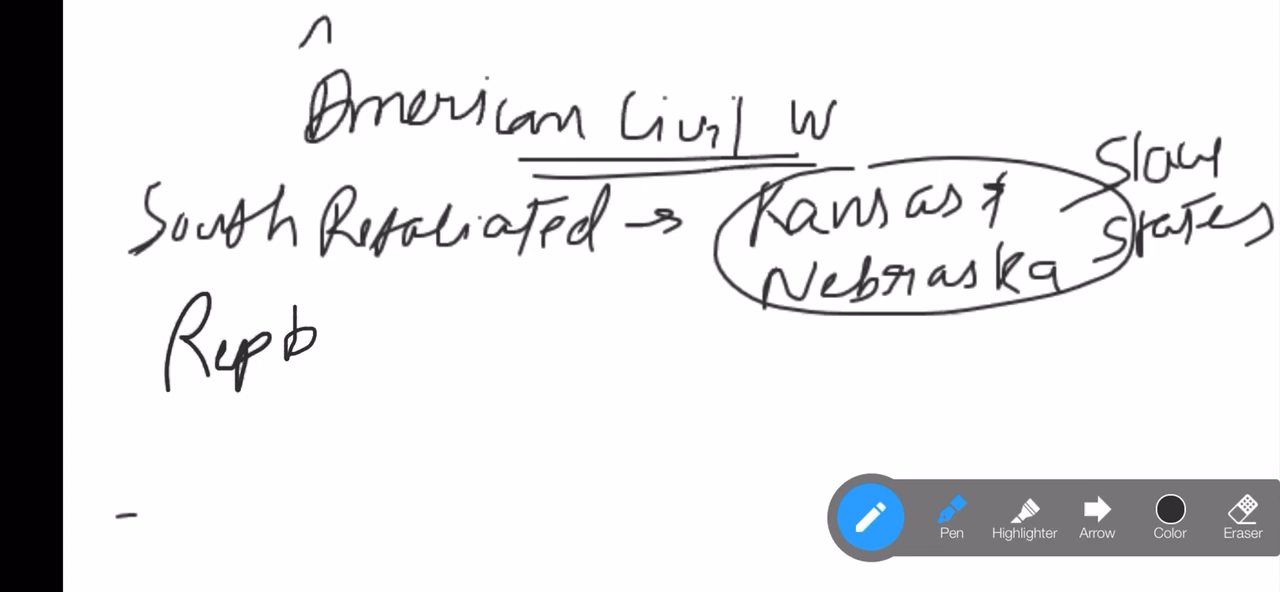 American Civil W
South Retaliated → Kansas &
Nebraska
Slave
States
Repb
Pen
Highlighter
Arrow
Color
Eraser